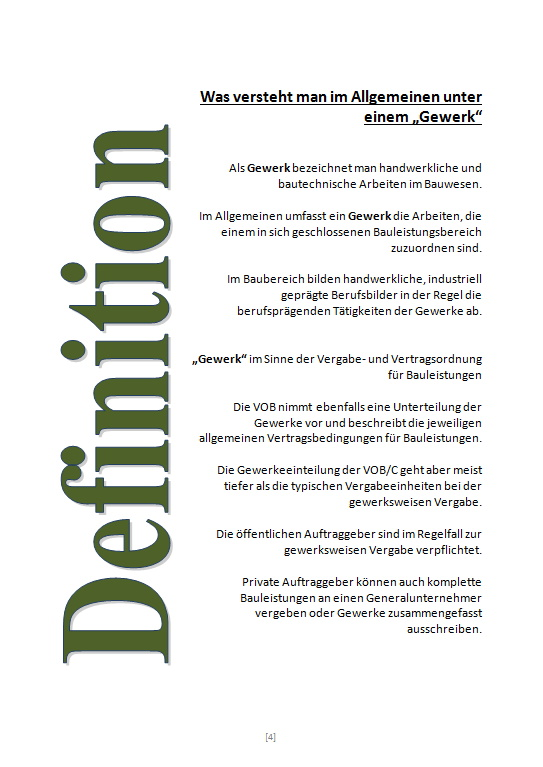 Definition
Was versteht man im Allgemeinen unter
einem „Gewerk“
Als Gewerk bezeichnet man handwerkliche und
bautechnische Arbeiten im Bauwesen.
Im Allgemeinen umfasst ein Gewerk die Arbeiten, die
einem in sich geschlossenen Bauleistungsbereich
zuzuordnen sind.
Im Baubereich bilden handwerkliche, industriell
geprägte Berufsbilder in der Regel die
berufsprägenden Tätigkeiten der Gewerke ab.
„Gewerk“ im Sinne der Vergabe- und Vertragsordnung
für Bauleistungen
Die VOB nimmt ebenfalls eine Unterteilung der
Gewerke vor und beschreibt die jeweiligen
allgemeinen Vertragsbedingungen für Bauleistungen.
Die Gewerkeeinteilung der VOB/C geht aber meist
tiefer als die typischen Vergabeeinheiten bei der
gewerksweisen Vergabe.
Die öffentlichen Auftraggeber sind im Regelfall zur
gewerksweisen Vergabe verpflichtet.
Private Auftraggeber können auch komplette
Bauleistungen an einen Generalunternehmer
vergeben oder Gewerke zusammengefasst
ausschreiben.
[4]